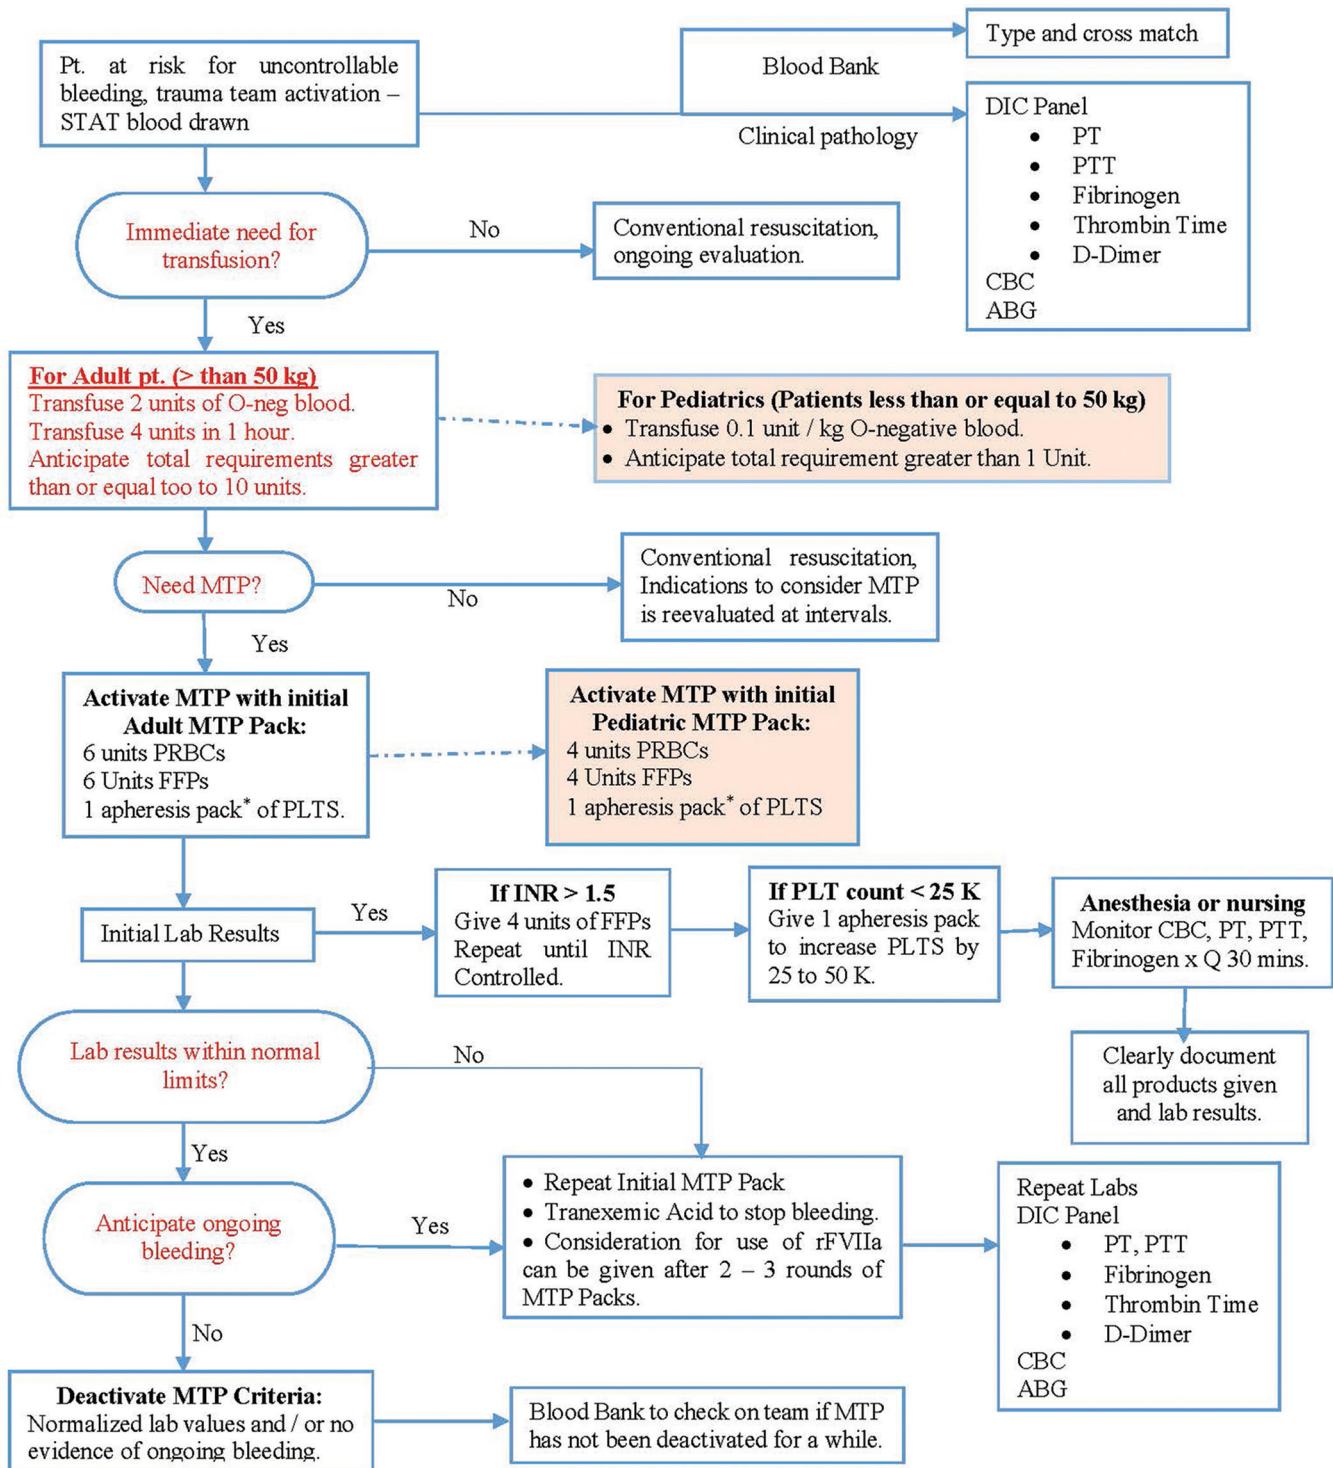 Pt. at risk for uncontrollable
bleeding, trauma team activation –
STAT blood drawn
Blood Bank
Type and cross match
Clinical pathology
DIC Panel
• PT
• PTT
• Fibrinogen
• Thrombin Time
• D-Dimer
CBC
ABG
Immediate need for
transfusion?
No
Conventional resuscitation,
ongoing evaluation.
Yes
For Adult pt. (> than 50 kg)
Transfuse 2 units of O-neg blood.
Transfuse 4 units in 1 hour.
Anticipate total requirements greater
than or equal too to 10 units.
For Pediatrics (Patients less than or equal to 50 kg)
• Transfuse 0.1 unit / kg O-negative blood.
• Anticipate total requirement greater than 1 Unit.
Need MTP?
No
Conventional resuscitation,
Indications to consider MTP
is reevaluated at intervals.
Yes
Activate MTP with initial
Adult MTP Pack:
6 units PRBCs
6 Units FFPs
1 apheresis pack* of PLTS.
Activate MTP with initial
Pediatric MTP Pack:
4 units PRBCs
4 Units FFPs
1 apheresis pack* of PLTS
Initial Lab Results
Yes
If INR > 1.5
Give 4 units of FFPs
Repeat until INR
Controlled.
If PLT count < 25 K
Give 1 apheresis pack
to increase PLTS by
25 to 50 K.
Anesthesia or nursing
Monitor CBC, PT, PTT,
Fibrinogen x Q 30 mins.
Clearly document
all products given
and lab results.
Lab results within normal
limits?
No
Yes
Anticipate ongoing
bleeding?
Yes
• Repeat Initial MTP Pack
• Tranexemic Acid to stop bleeding.
• Consideration for use of rFVIIa
can be given after 2 – 3 rounds of
MTP Packs.
Repeat Labs
DIC Panel
• PT, PTT
• Fibrinogen
• Thrombin Time
• D-Dimer
CBC
ABG
No
Deactivate MTP Criteria:
Normalized lab values and / or no
evidence of ongoing bleeding.
Blood Bank to check on team if MTP
has not been deactivated for a while.